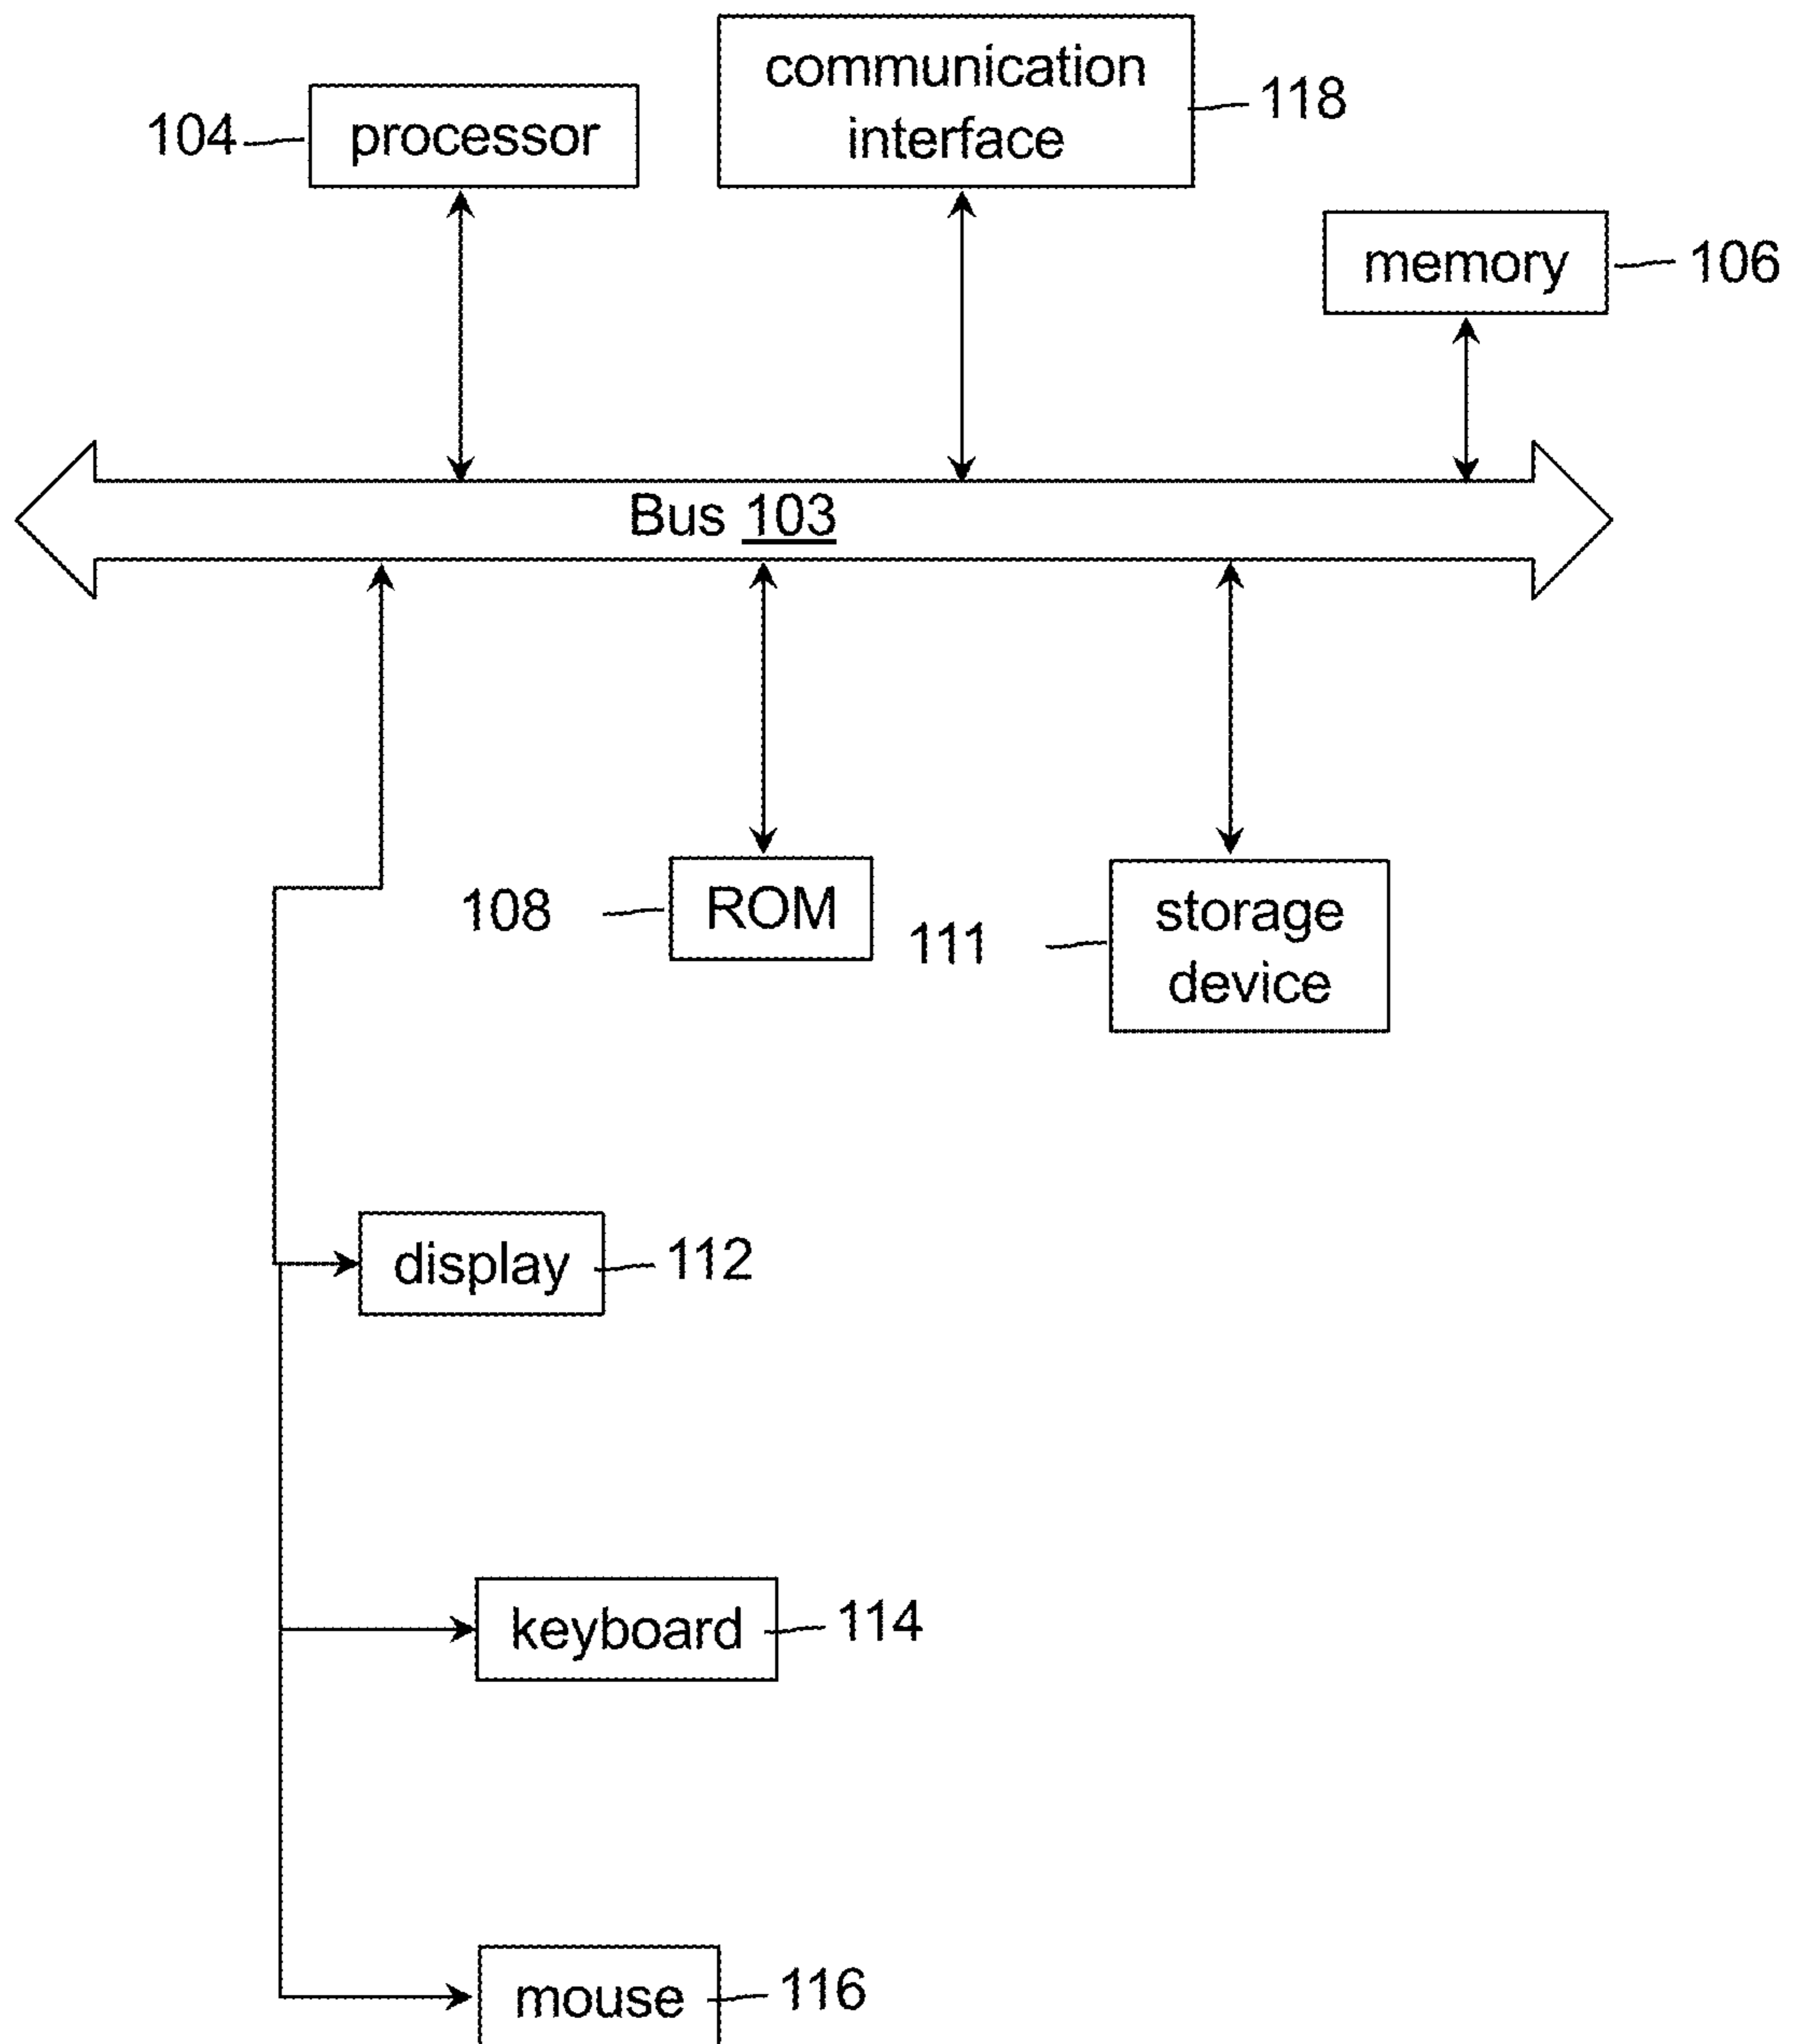 communication
interface
118
104
processor
memory
106
Bus 103
108
ROM
111
storage
device
display
112
keyboard
114
mouse
116